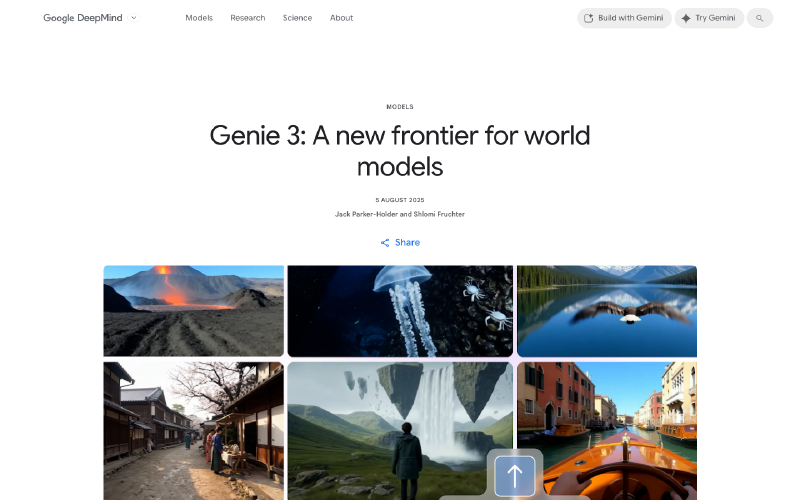 Google DeepMind
Models
Research
Science
About
Build with Gemini
Try Gemini
MODELS
Genie 3: A new frontier for world
models
5 AUGUST 2025
Jack Parker-Holder and Shlomi Fruchter
Share